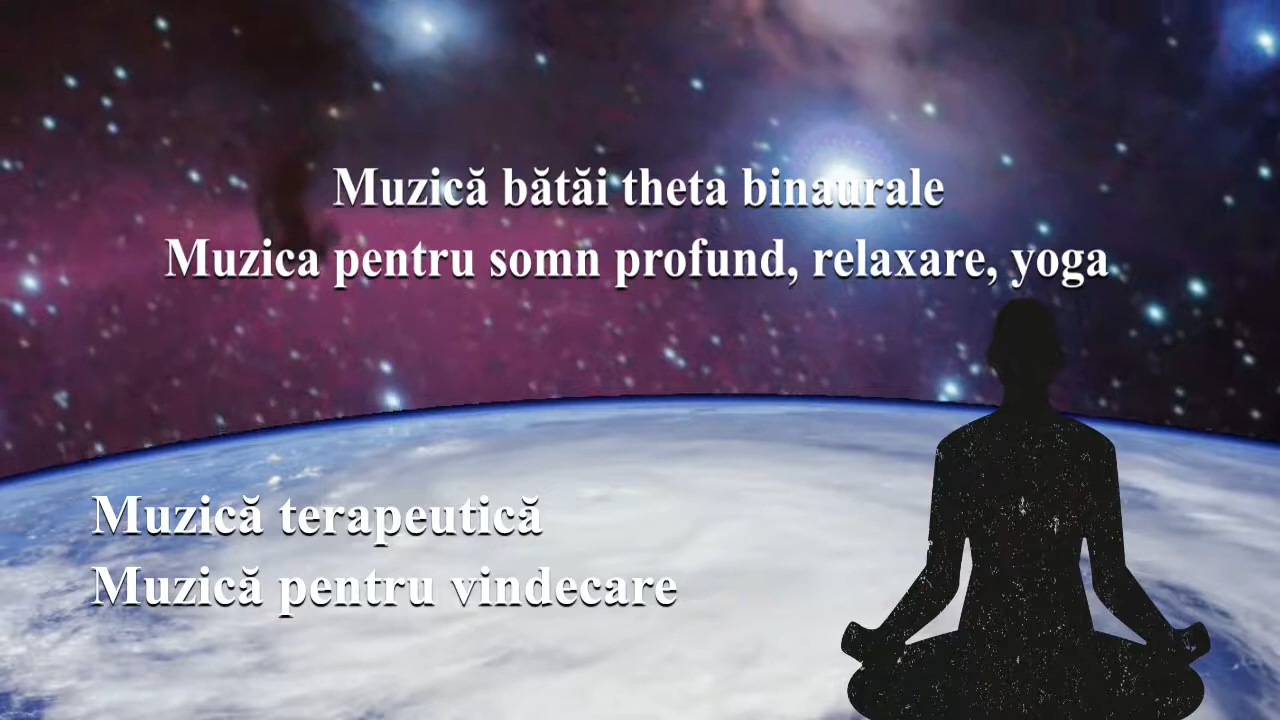 Muzică bătăi theta binaurale
Muzica pentru somn profund, relaxare, yoga
Muzică terapeutică
Muzică pentru vindecare